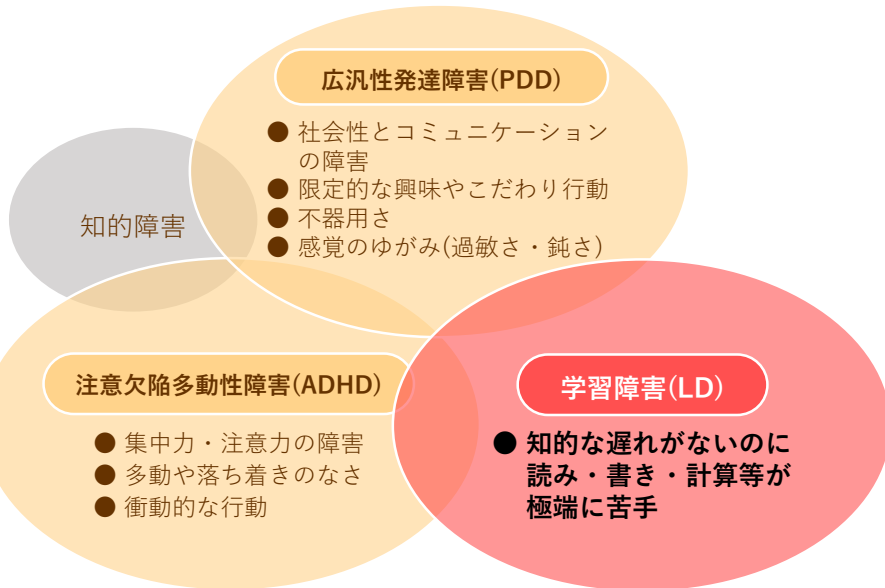 広汎性発達障害(PDD)
● 社会性とコミュニケーション
の障害
● 限定的な興味やこだわり行動
● 不器用さ
● 感覚のゆがみ(過敏さ・鈍さ)
知的障害
注意欠陥多動性障害(ADHD)
● 集中力・注意力の障害
● 多動や落ち着きのなさ
● 衝動的な行動
学習障害(LD)
● 知的な遅れがないのに
読み・書き・計算等が
極端に苦手